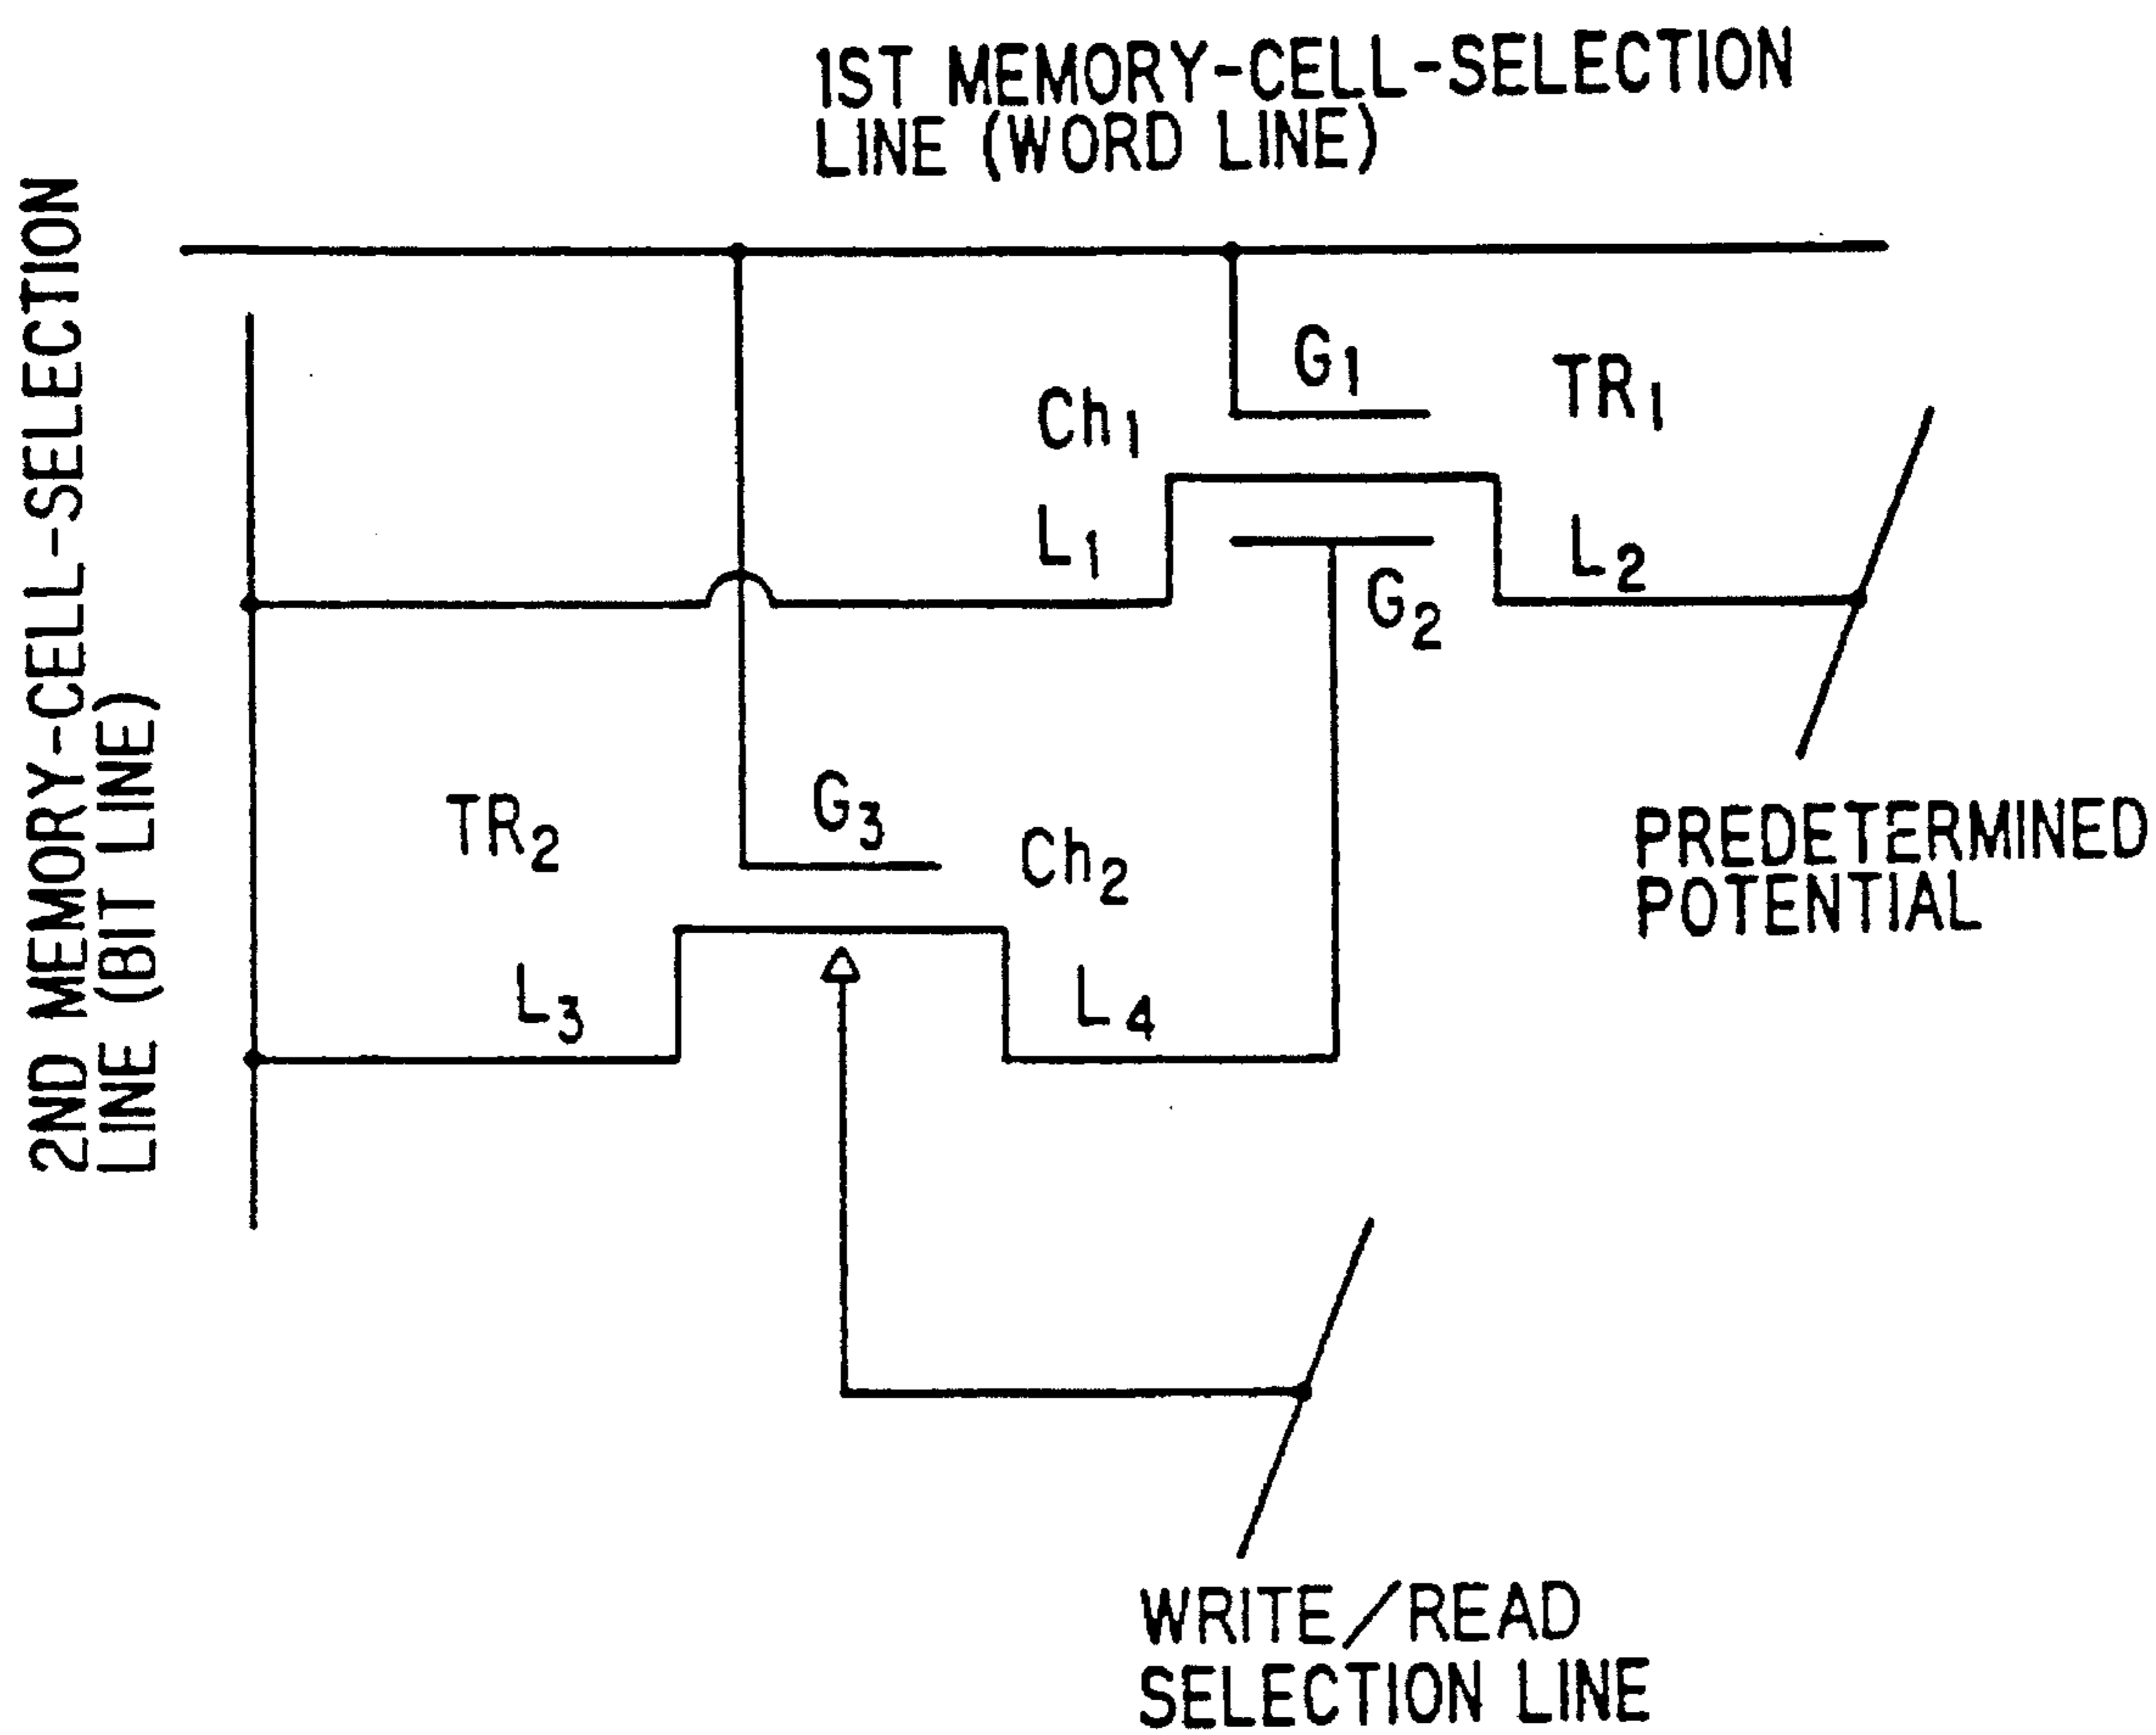 1ST MEMORY-CELL-SELECTION
LINE (WORD LINE)
2ND MEMORY-CELL-SELECTION
LINE (BIT LINE)
G1
TR1
Ch1
L1
L2
G2
TR2
G3
Ch2
PREDETERMINED
POTENTIAL
L3
L4
WRITE/READ
SELECTION LINE